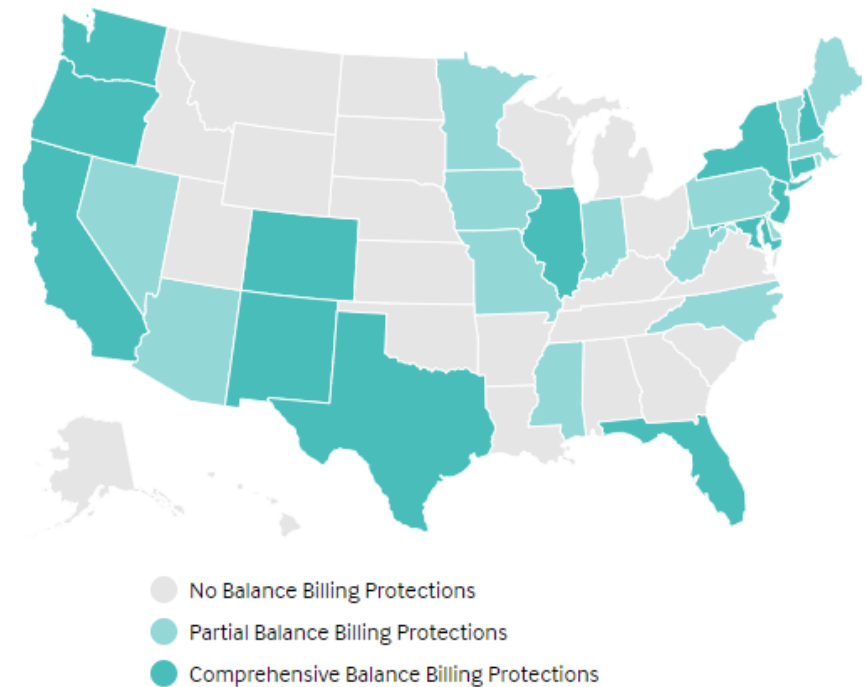 No Balance Billing Protections
Partial Balance Billing Protections
Comprehensive Balance Billing Protections